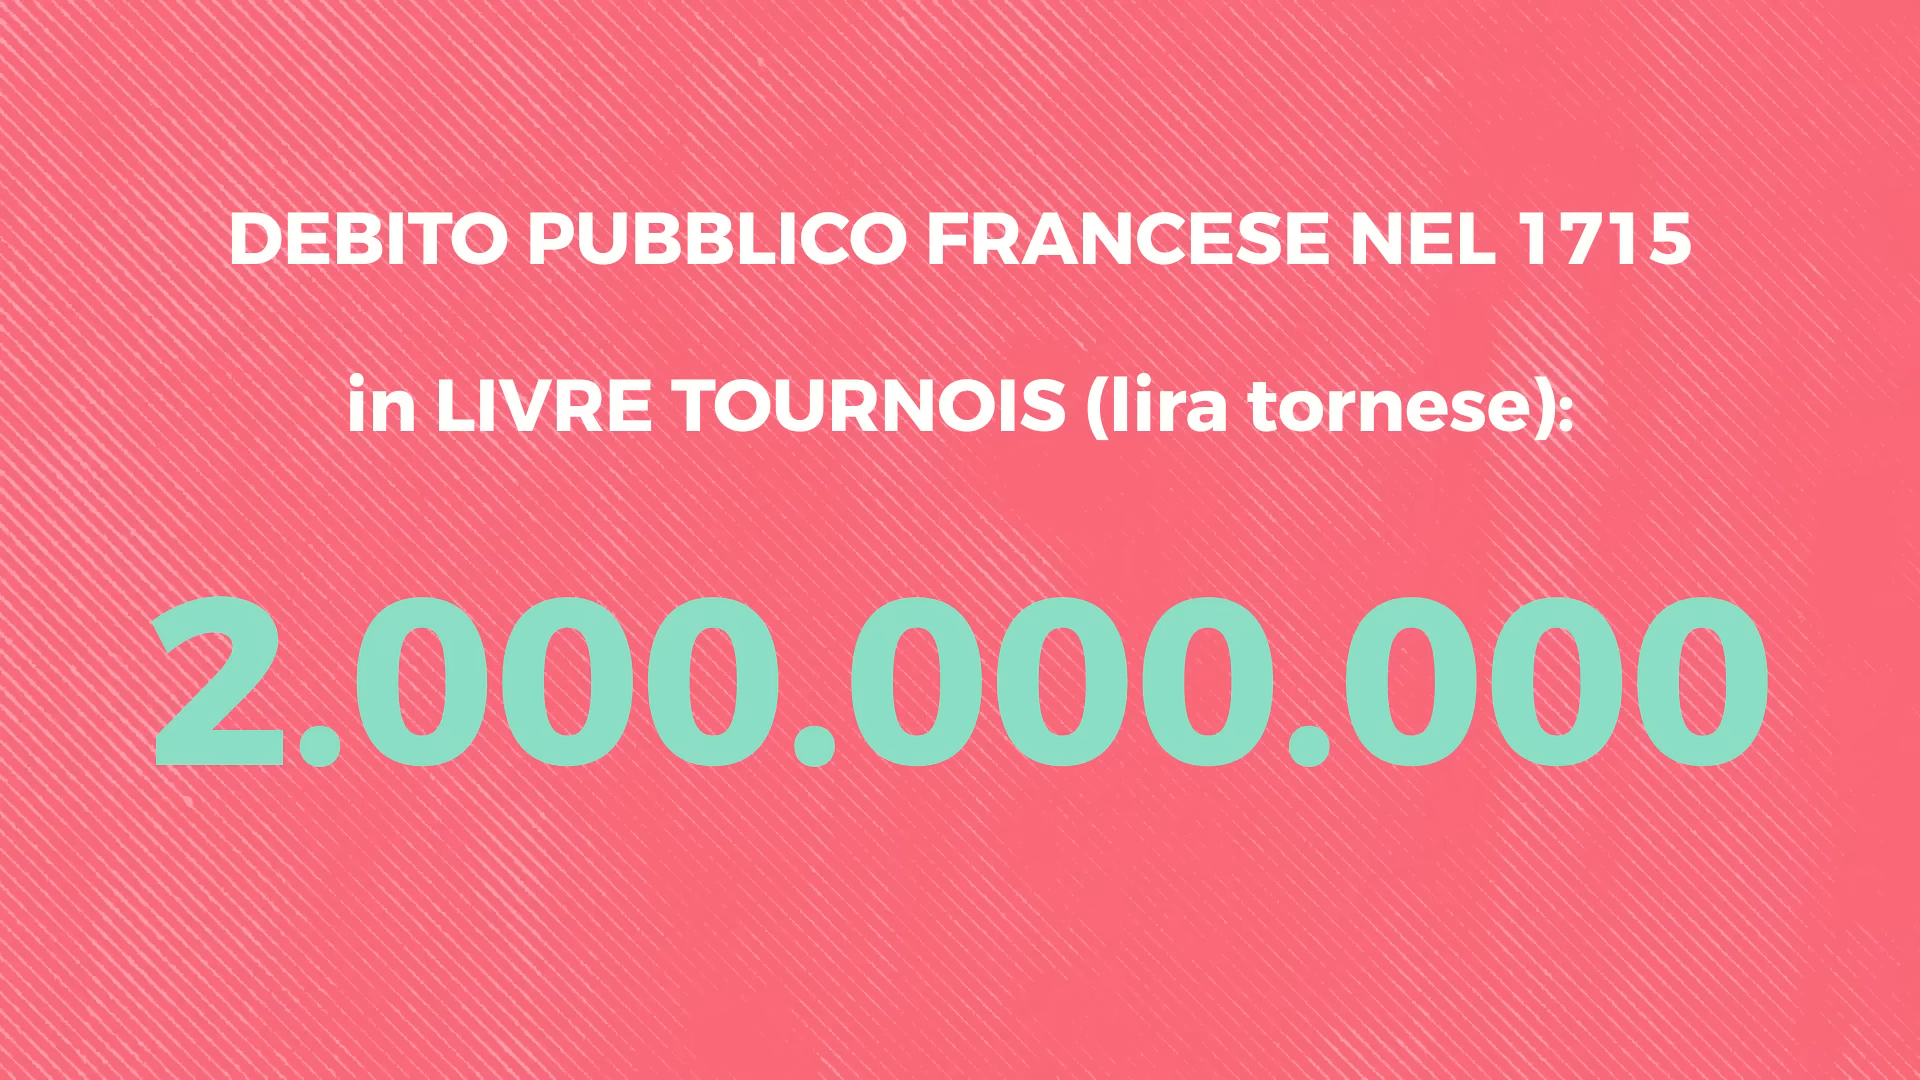 DEBITO PUBBLICO FRANCESE NEL 1715
in LIVRE TOURNOIS (lira tornese):
2.000.000.000